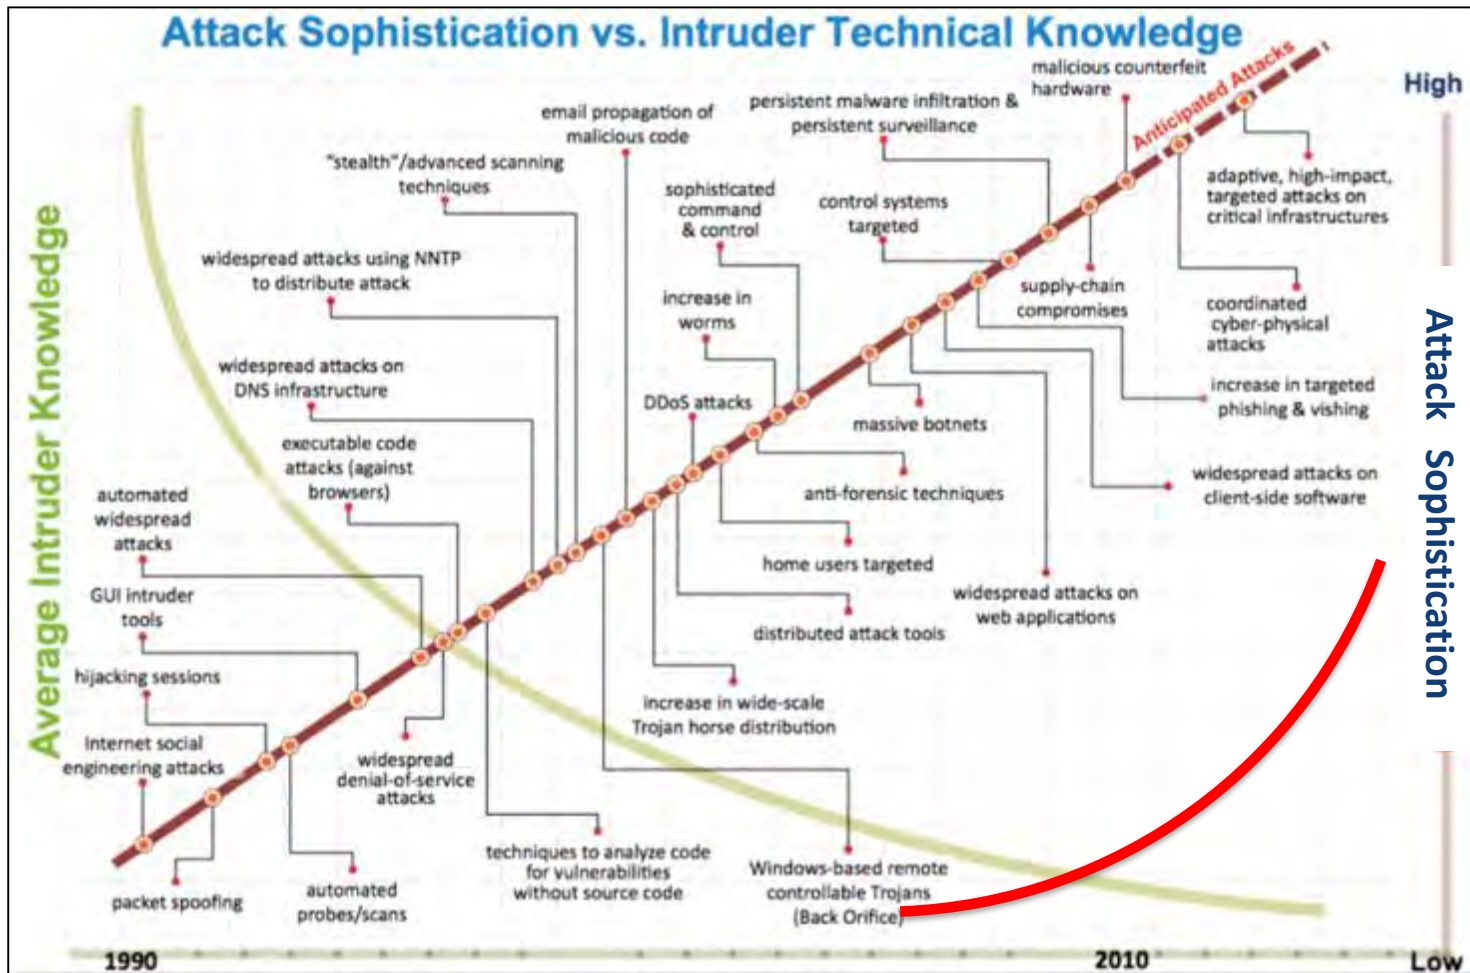 Attack Sophistication vs. Intruder Technical Knowledge
High
Low
Average Intruder Knowledge
Attack Sophistication
Anticipated Attacks
malicious counterfeit
hardware
persistent malware infiltration &
persistent surveillance
email propagation of
malicious code
"stealth"/advanced scanning
techniques
sophisticated
command
& control
control systems
targeted
adaptive, high-impact,
targeted attacks on
critical infrastructures
widespread attacks using NNTP
to distribute attack
increase in
worms
supply-chain
compromises
coordinated
cyber-physical
attacks
widespread attacks on
DNS infrastructure
DDoS attacks
massive botnets
increase in targeted
phishing & vishing
executable code
attacks (against
browsers)
automated
widespread
attacks
anti-forensic techniques
widespread attacks on
client-side software
GUI intruder
tools
home users targeted
widespread attacks on
web applications
distributed attack tools
hijacking sessions
increase in wide-scale
Trojan horse distribution
Internet social
engineering attacks
widespread
denial-of-service
attacks
techniques to analyze code
for vulnerabilities
without source code
Windows-based remote
controllable Trojans
(Back Orifice)
packet spoofing
automated
probes/scans
1990
2010